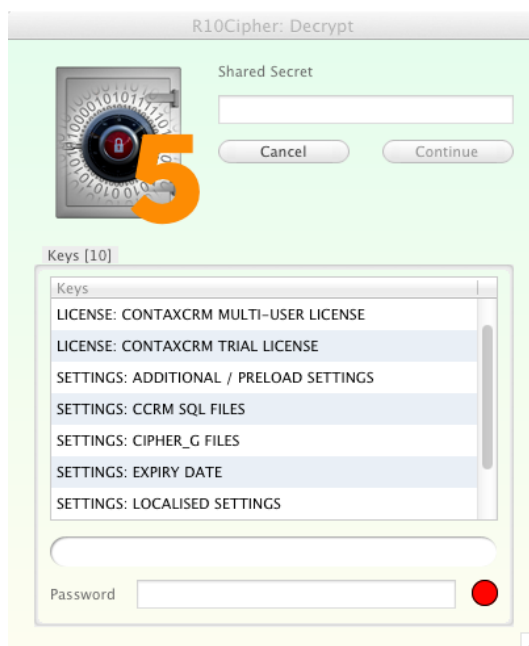 R10Cipher: Decrypt
Shared Secret
5
Cancel
Continue
Keys [10]
Keys
LICENSE: CONTAXCRM MULTI-USER LICENSE
LICENSE: CONTAXCRM TRIAL LICENSE
SETTINGS: ADDITIONAL / PRELOAD SETTINGS
SETTINGS: CCRM SQL FILES
SETTINGS: CIPHER_G FILES
SETTINGS: EXPIRY DATE
SETTINGS: LOCALISED SETTINGS
Password